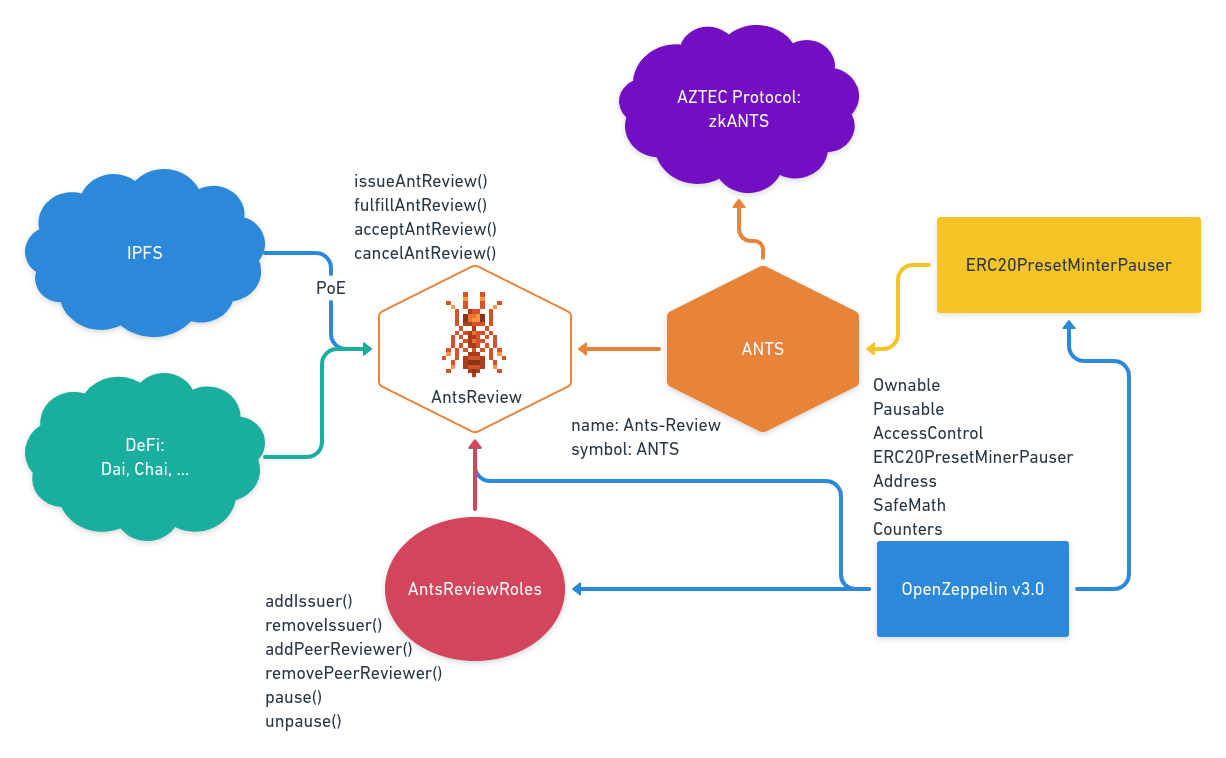 AZTEC Protocol:
zkANTS
issueAntReview()
fulfillAntReview()
acceptAntReview()
cancelAntReview()
IPFS
ERC20PresetMinterPauser
PoE
ANTS
AntsReview
Ownable
Pausable
AccessControl
ERC20PresetMinerPauser
Address
SafeMath
Counters
name: Ants-Review
symbol: ANTS
DeFi:
Dai, Chai, ...
AntsReviewRoles
OpenZeppelin v3.0
addIssuer()
removeIssuer()
addPeerReviewer()
removePeerReviewer()
pause()
unpause()